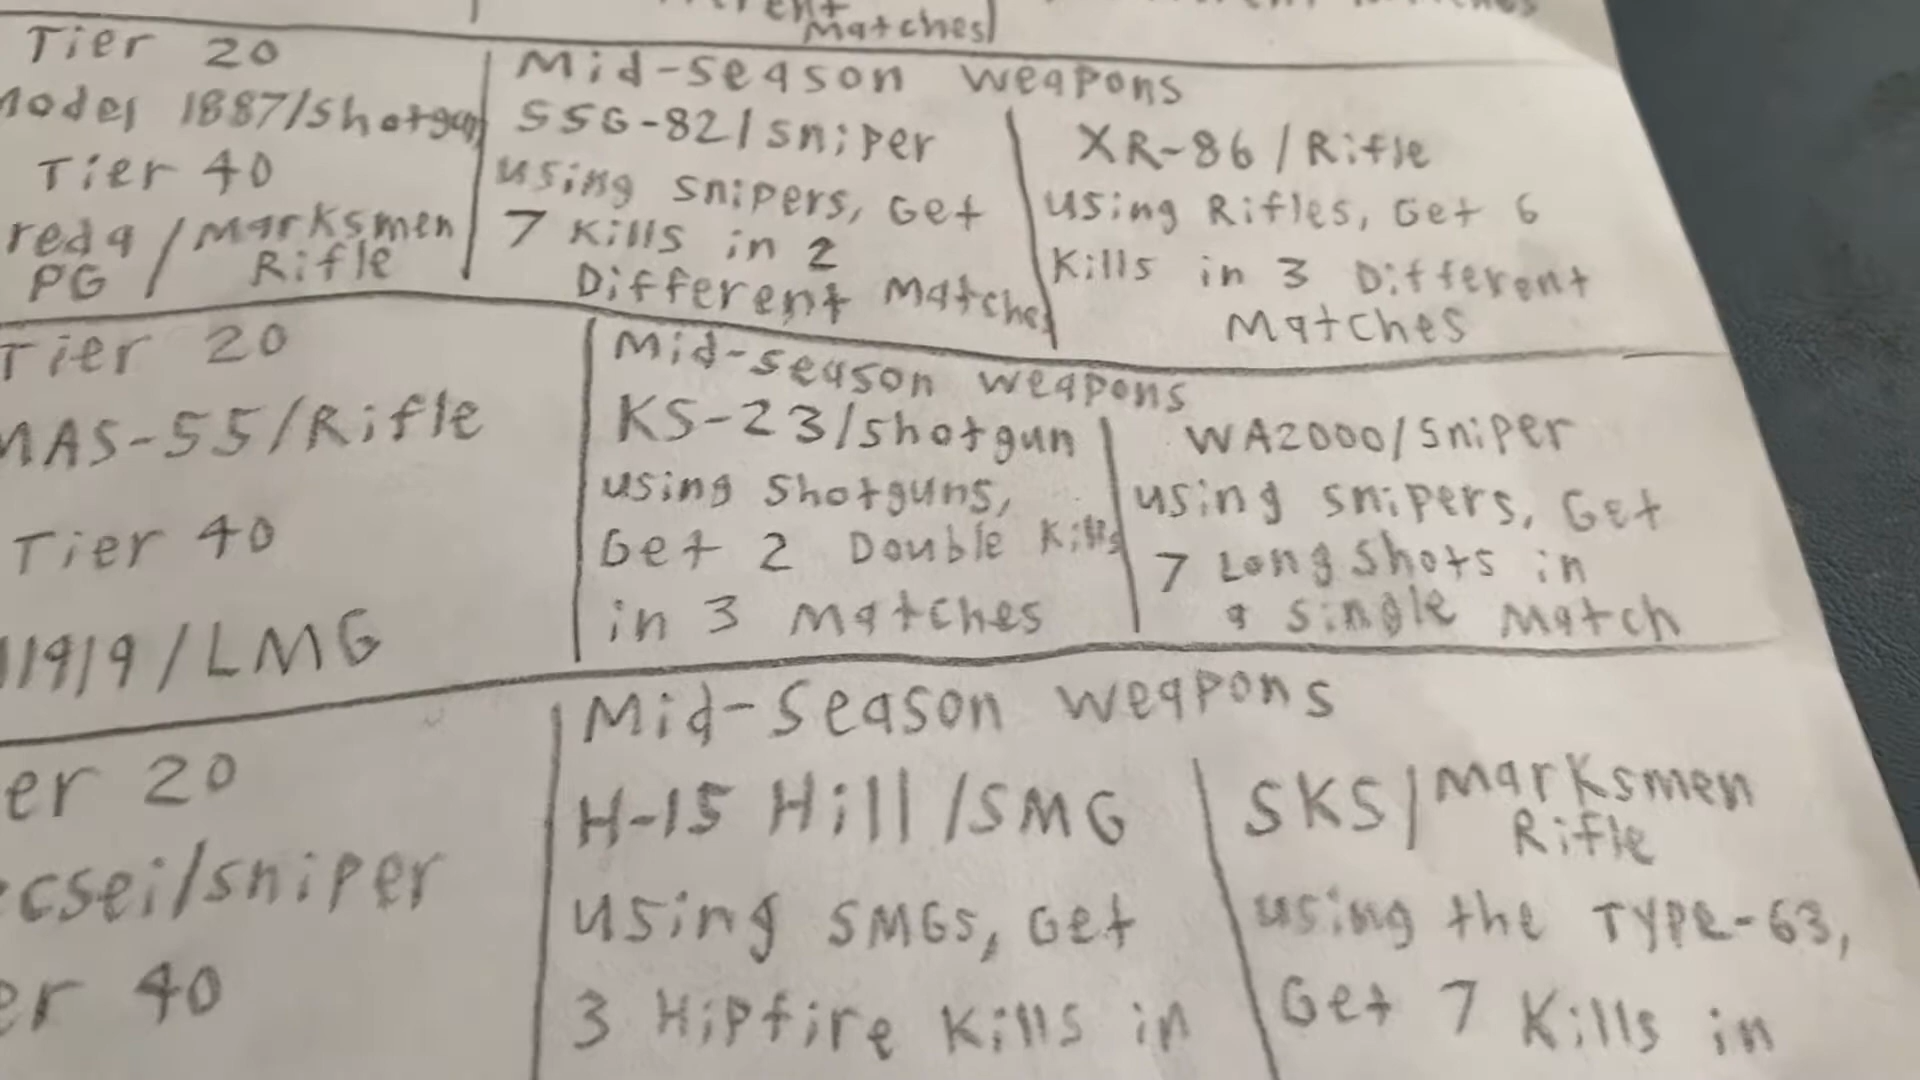 Matches
Tier 20
Model 1887/Shotgun
Tier 40
reda / Marksmen
PG Rifle
Mid-season weapons
SSG-82/sniper
using snipers, Get
7 Kills in 2
Different Matches
XR-86/Rifle
using Rifles, Get 6
Kills in 3 Different
Matches
Tier 20
MAS-55/Rifle
Tier 40
/LMG
Mid-season weapons
KS-23/shotgun
using Shotguns,
Get 2 Double Kills
in 3 Matches
WA2000/sniper
using snipers, Get
7 Longshots in
a single Match
er 20
csei/sniper
er 40
Mid-season weapons
H-15 Hill/SMG
using SMGs, Get
3 Hipfire Kills in
SKS/Marksmen
Rifle
using the TYPE-63,
Get 7 Kills in